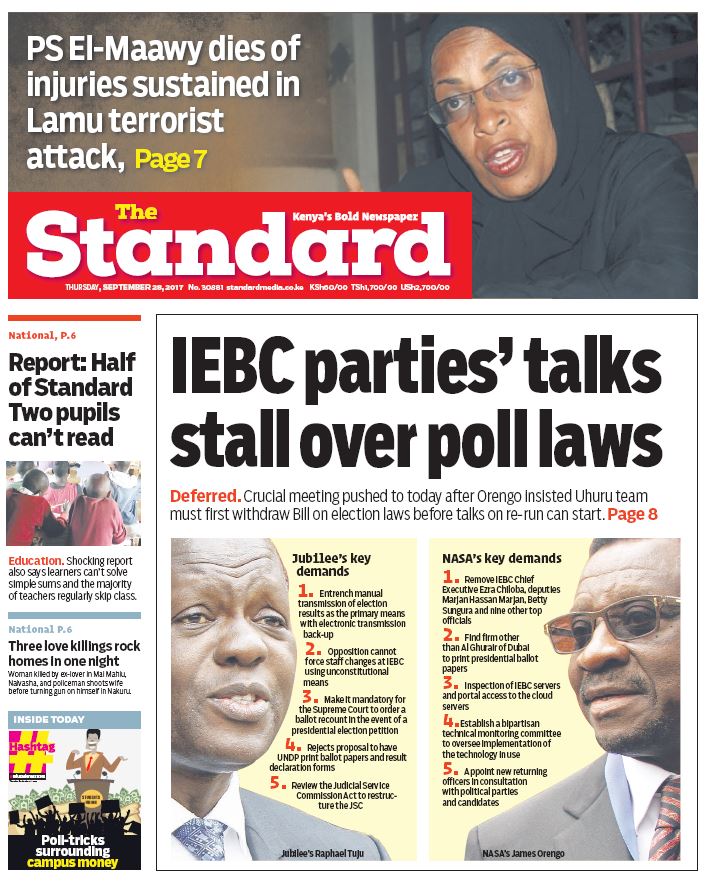 PS El-Maawy dies of
injuries sustained in
Lamu terrorist
attack, Page 7
The
Kenya's Bold Newspaper
Standard
THURSDAY, SEPTEMBER 28, 2017 No. 30881 standardmedia.co.ke KSh60/00 TSh1,700/00 USh2,700/00
National, P.6
Report: Half
of Standard
Two pupils
can't read
Education. Shocking report
also says learners can't solve
simple sums and the majority
of teachers regularly skip class.
National P.6
Three love killings rock
homes in one night
Woman killed by ex-lover in Mai Mahiu,
Naivasha, and policeman shoots wife
before turning gun on himself in Nakuru.
INSIDE TODAY
Hashtag
#
Poll-tricks
surrounding
campus money
IEBC parties' talks
stall over poll laws
Deferred. Crucial meeting pushed to today after Orengo insisted Uhuru team
must first withdraw Bill on election laws before talks on re-run can start. Page 8
Jubilee's key
demands
1. Entrench manual
transmission of election
results as the primary means
with electronic transmission
back-up
2. Opposition cannot
force staff changes at IEBC
using unconstitutional
means
3. Make it mandatory for
the Supreme Court to order a
ballot recount in the event of a
presidential election petition
4. Rejects proposal to have
UNDP print ballot papers and result
declaration forms
5. Review the Judicial Service
Commission Act to restruc-
ture the JSC
Jubilee's Raphael Tuju
NASA's key demands
1. Remove IEBC Chief
Executive Ezra Chiloba, deputies
Marjan Hassan Marjan, Betty
Sungura and nine other top
officials
2. Find firm other
than Al Ghurair of Dubai
to print presidential ballot
papers
3. Inspection of IEBC servers
and portal access to the cloud
servers
4. Establish a bipartisan
technical monitoring committee
to oversee implementation of
the technology in use
5. Appoint new returning
officers in consultation
with political parties
and candidates
NASA's James Orengo